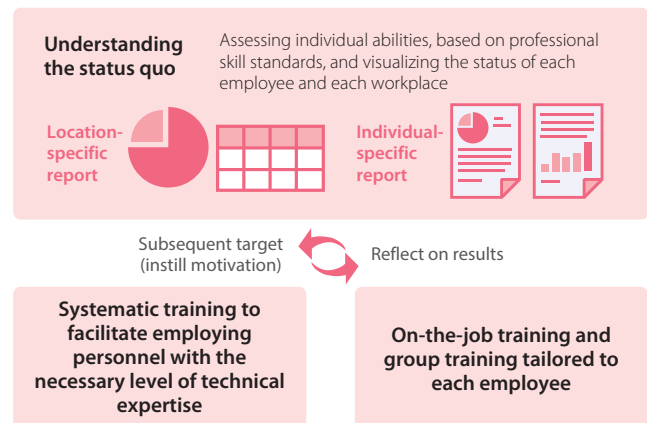 Understanding
the status quo
Assessing individual abilities, based on professional
skill standards, and visualizing the status of each
employee and each workplace
Location-
specific
report
Individual-
specific
report
Subsequent target
(instill motivation)
Reflect on results
Systematic training to
facilitate employing
personnel with the
necessary level of technical
expertise
On-the-job training and
group training tailored to
each employee